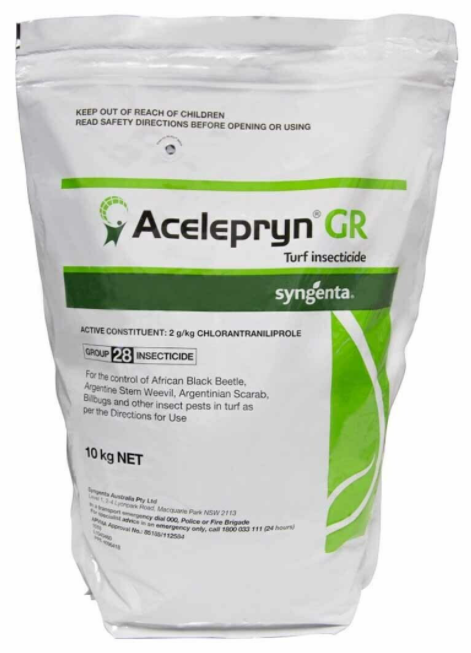 KEEP OUT OF REACH OF CHILDREN
READ SAFETY DIRECTIONS BEFORE OPENING OR USING
Acelepryn® GR
Turf insecticide
syngenta®
ACTIVE CONSTITUENT: 2 g/kg CHLORANTRANILIPROLE
GROUP 28 INSECTICIDE
For the control of African Black Beetle,
Argentine Stem Weevil, Argentinian Scarab,
Billbugs and other insect pests in turf as
per the Directions for Use
10 kg NET
Syngenta Australia Pty Ltd
Level 1, 2-4 Lyonpark Road, Macquarie Park NSW 2113
In a transport emergency dial 000, Police or Fire Brigade
For specialist advice in an emergency only, call 1800 033 111 (24 hours)
APVMA Approval No.: